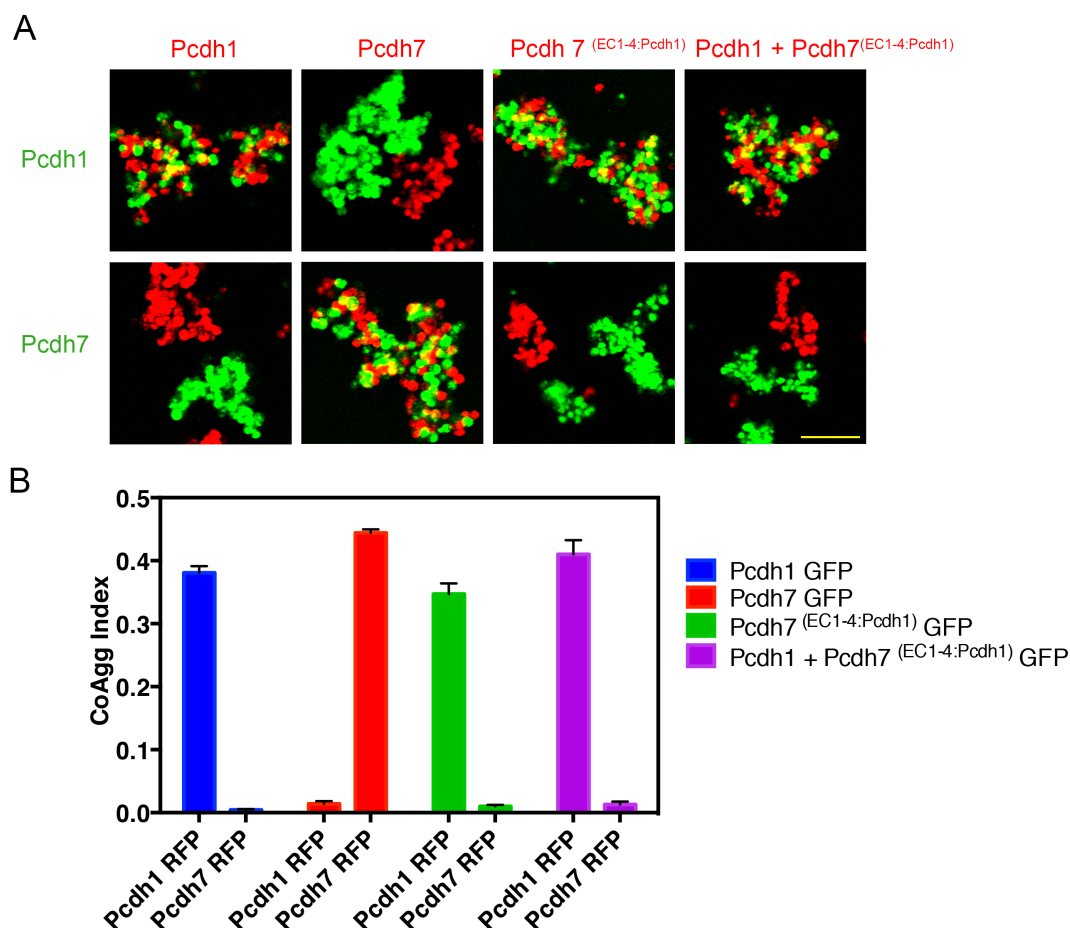 A
Pcdh1 Pcdh7 Pcdh 7 (EC1-4:Pcdh1) Pcdh1 + Pcdh7(EC1-4:Pcdh1)
Pcdh1
Pcdh7
B
0.5
0.4
0.3
0.2
0.1
0.0
CoAgg Index
Pcdh1 RFP
Pcdh7 RFP
Pcdh1 RFP
Pcdh7 RFP
Pcdh1 RFP
Pcdh7 RFP
Pcdh1 RFP
Pcdh7 RFP
Pcdh1 GFP
Pcdh7 GFP
Pcdh7 (EC1-4:Pcdh1) GFP
Pcdh1 + Pcdh7 (EC1-4:Pcdh1) GFP